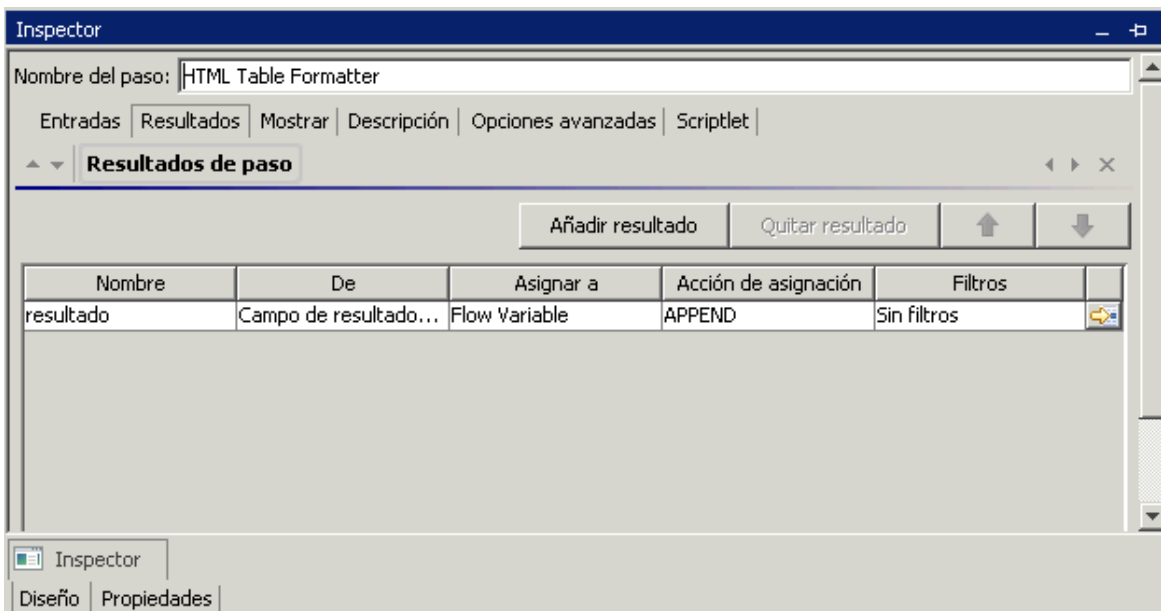 Inspector
Nombre del paso: HTML Table Formatter
Entradas Resultados Mostrar Descripción Opciones avanzadas Scriptlet
Resultados de paso
Añadir resultado Quitar resultado
Nombre De Asignar a Acción de asignación Filtros
resultado Campo de resultado... Flow Variable APPEND Sin filtros
Inspector
Diseño Propiedades